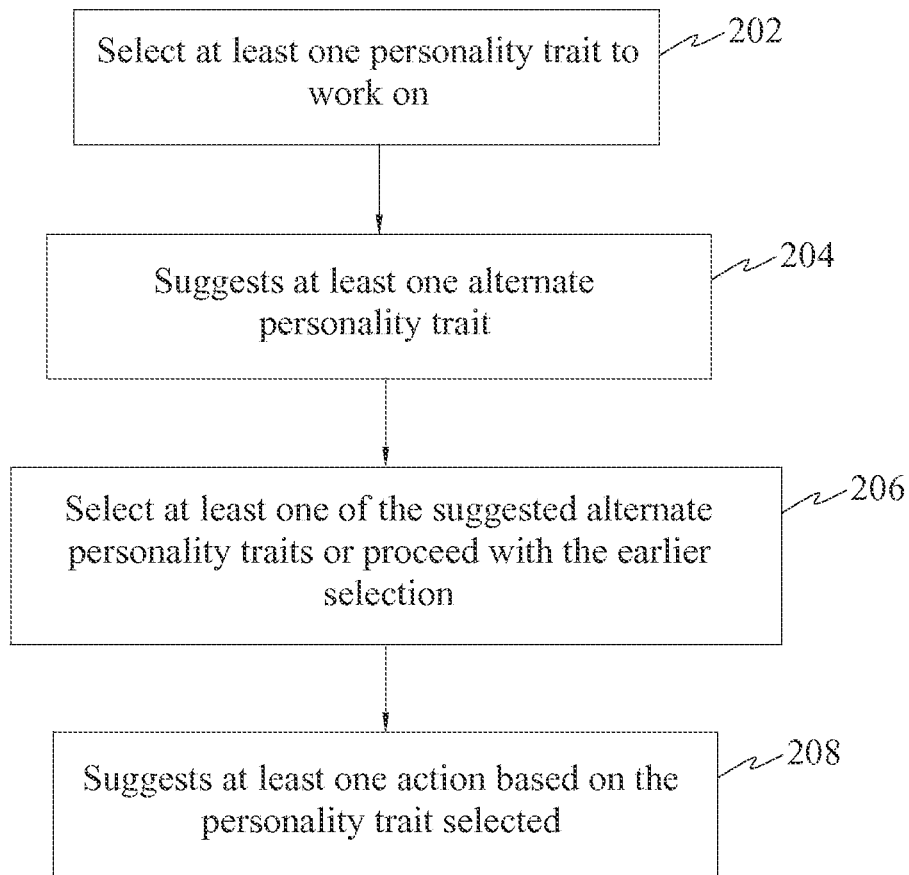 Select at least one personality trait to
work on
202
Suggests at least one alternate
personality trait
204
Select at least one of the suggested alternate
personality traits or proceed with the earlier
selection
206
Suggests at least one action based on the
personality trait selected
208